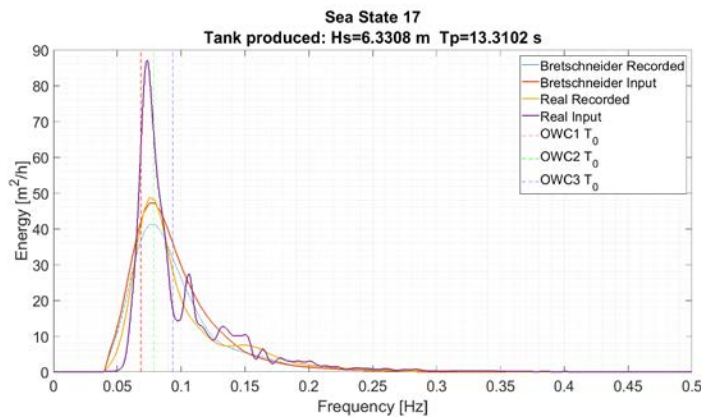 Sea State 17
Tank produced: Hs=6.3308 m  Tp=13.3102 s
90
80
70
60
50
40
30
20
10
0
Energy [m²/h]
Bretschneider Recorded
Bretschneider Input
Real Recorded
Real Input
OWC1 T₀
OWC2 T₀
OWC3 T₀
0 0.05 0.1 0.15 0.2 0.25 0.3 0.35 0.4 0.45 0.5
Frequency [Hz]